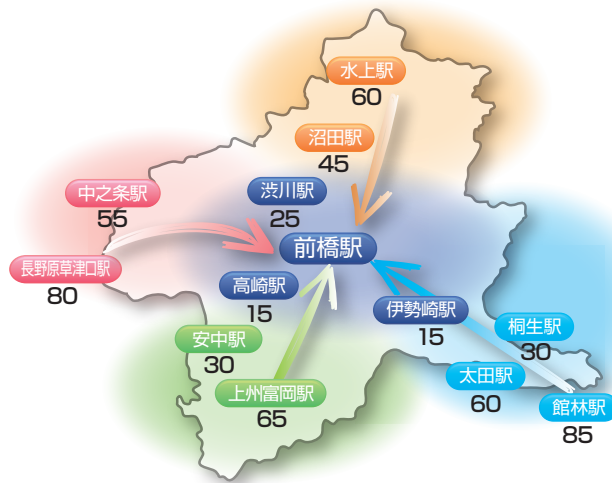 水上駅
60
沼田駅
45
中之条駅
55
渋川駅
25
前橋駅
長野原草津口駅
80
高崎駅
15
伊勢崎駅
15
桐生駅
30
安中駅
30
太田駅
60
上州富岡駅
65
館林駅
85